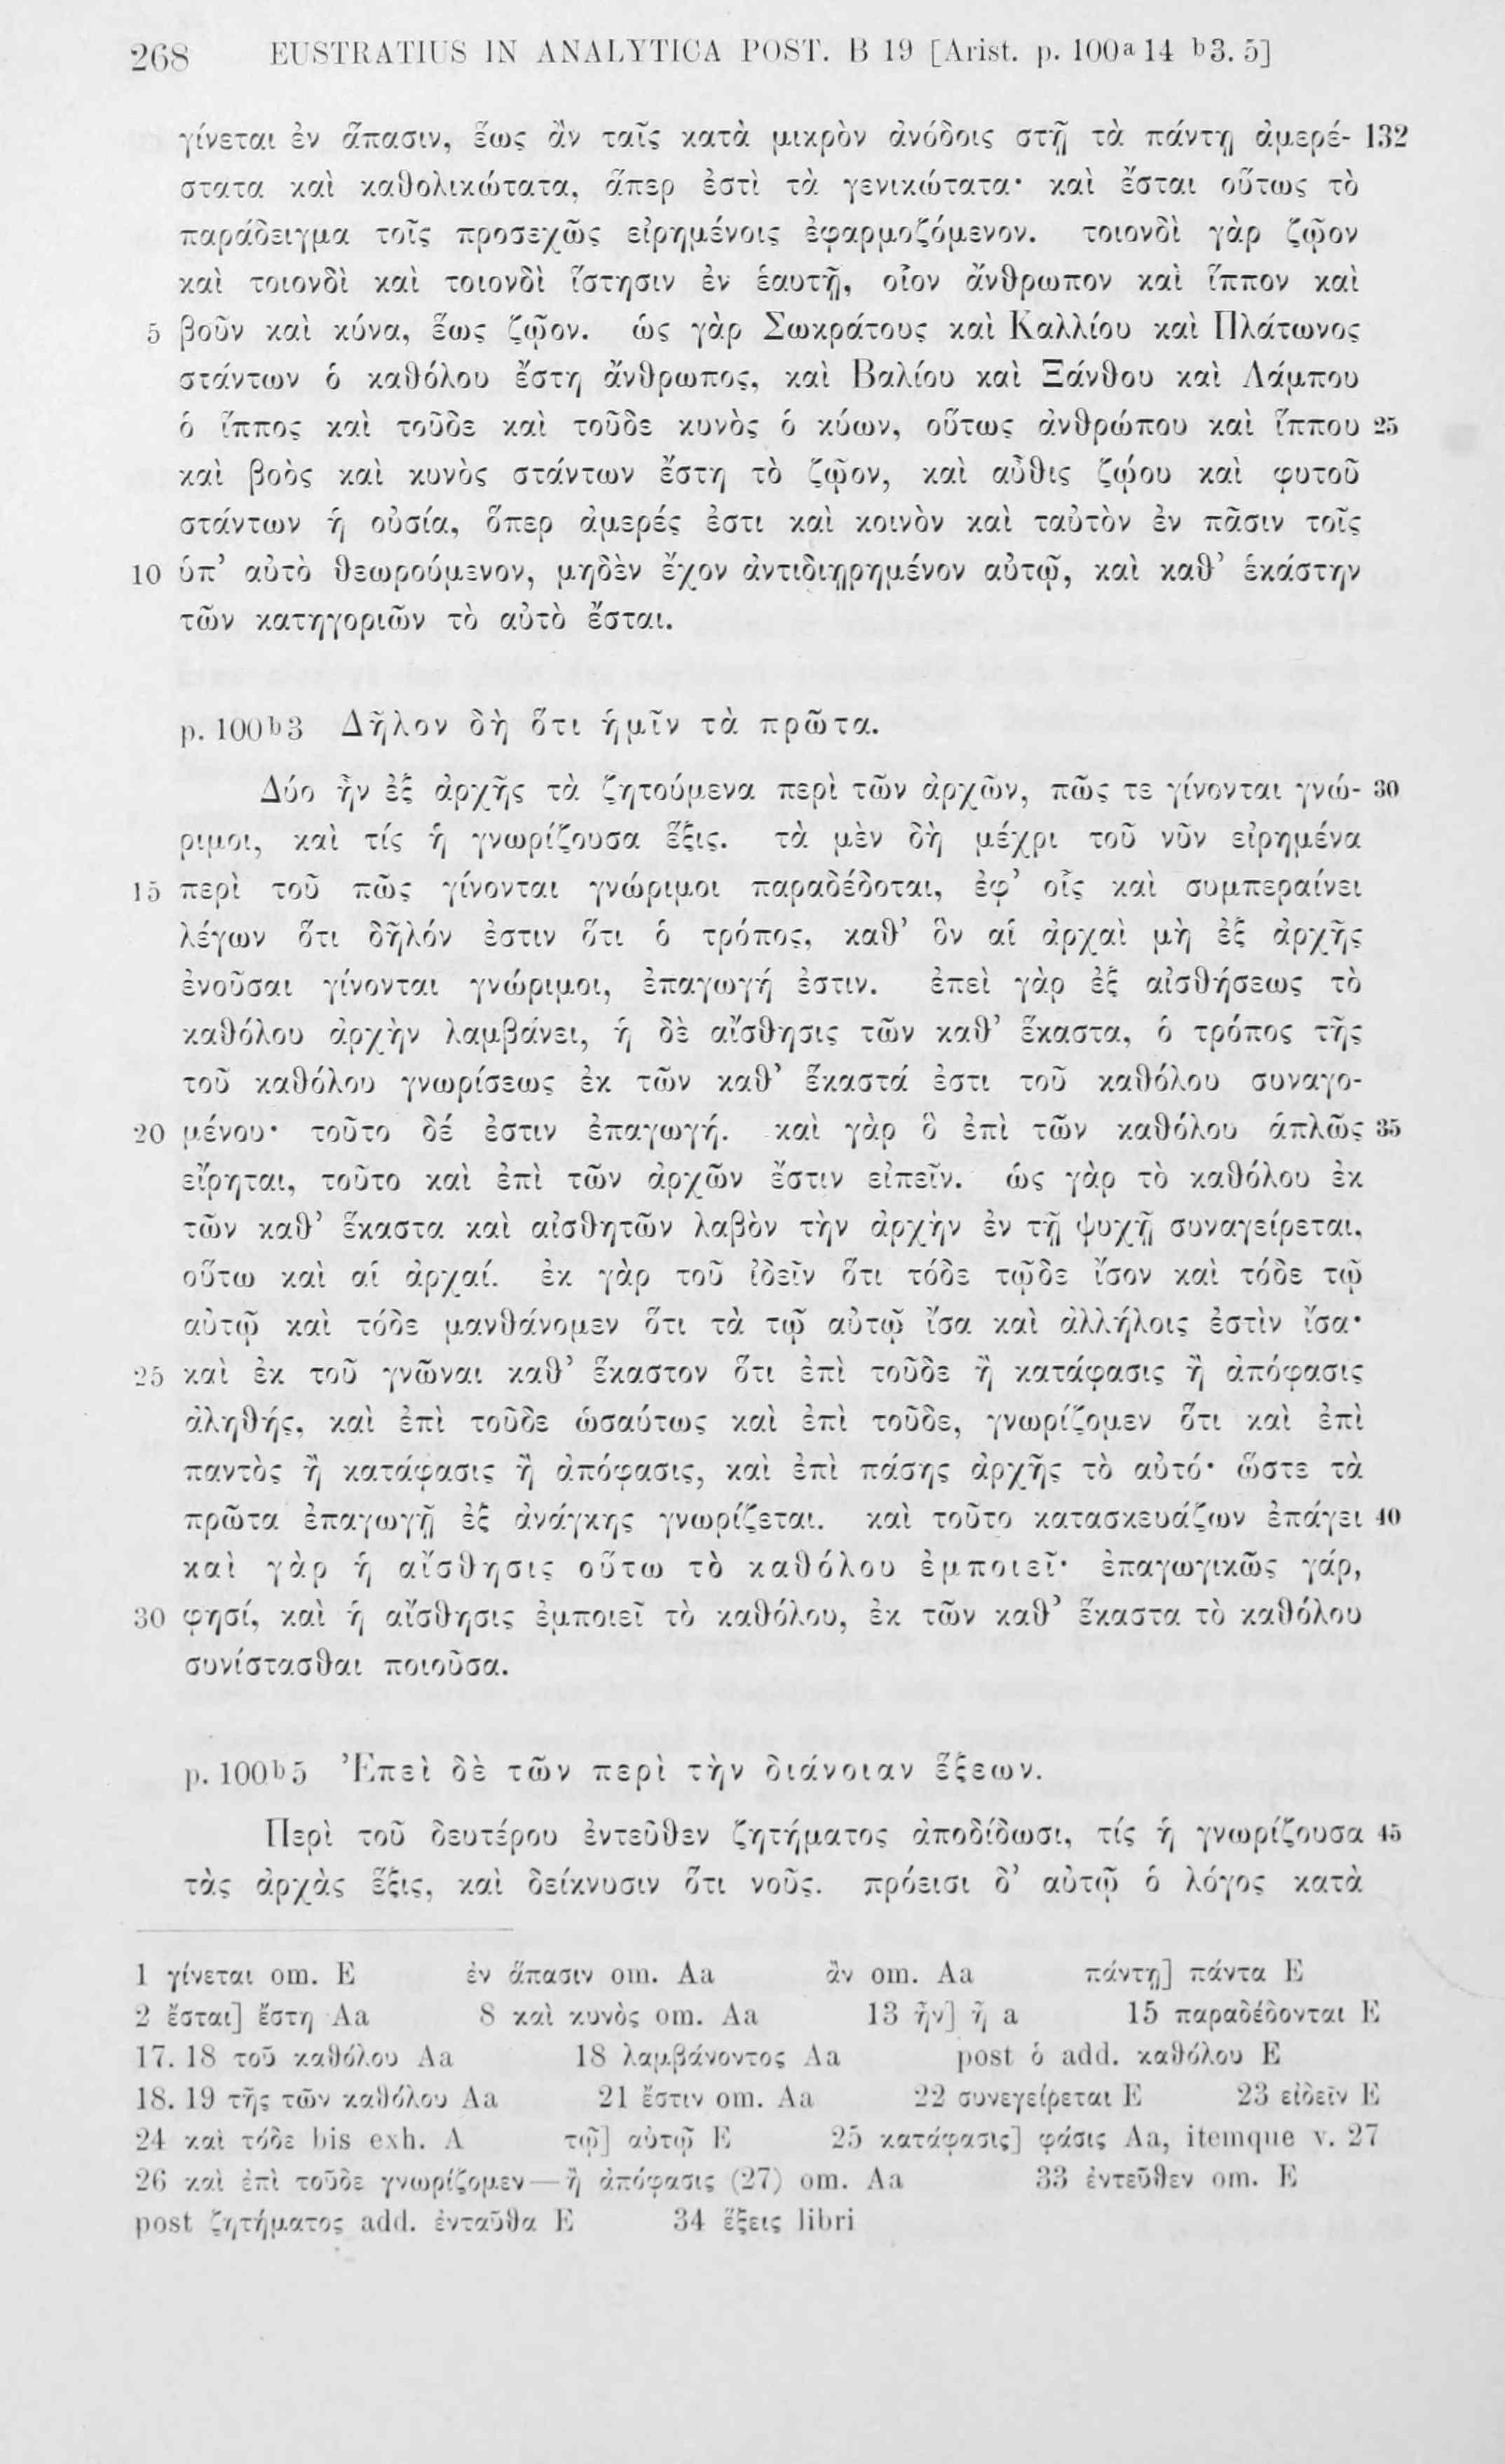 268 EUSTRATIUS IN ANALYTICA POST. B 19 [Arist. p. 100a14 b3. 5]
γίνεται ἐν ἅπασιν, ἕως ἂν ταῖς κατὰ μικρὸν ἀνόδοις στῇ τὰ πάντῃ ἀμερέ- 132
στατα καὶ καθολικώτατα, ἅπερ ἐστὶ τὰ γενικώτατα· καὶ ἔσται οὕτως τὸ
παράδειγμα τοῖς προσεχῶς εἰρημένοις ἐφαρμοζόμενον. τοιονδὶ γὰρ ζῷον
καὶ τοιονδὶ καὶ τοιονδὶ ἵστησιν ἐν ἑαυτῇ, οἷον ἄνθρωπον καὶ ἵππον καὶ
5 βοῦν καὶ κύνα, ἕως ζῷον. ὡς γὰρ Σωκράτους καὶ Καλλίου καὶ Πλάτωνος
στάντων ὁ καθόλου ἔστη ἄνθρωπος, καὶ Βαλίου καὶ Ξάνθου καὶ Λάμπου
ὁ ἵππος καὶ τοῦδε καὶ τοῦδε κυνὸς ὁ κύων, οὕτως ἀνθρώπου καὶ ἵππου 25
καὶ βοὸς καὶ κυνὸς στάντων ἔστη τὸ ζῷον, καὶ αὖθις ζῴου καὶ φυτοῦ
στάντων ἡ οὐσία, ὅπερ ἀμερές ἐστι καὶ κοινὸν καὶ ταὐτὸν ἐν πᾶσιν τοῖς
10 ὑπ’ αὐτὸ θεωρούμενον, μηδὲν ἔχον ἀντιδιῃρημένον αὐτῷ, καὶ καθ’ ἑκάστην
τῶν κατηγοριῶν τὸ αὐτὸ ἔσται.
p. 100b3 Δῆλον δὴ ὅτι ἡμῖν τὰ πρῶτα.
Δύο ἦν ἐξ ἀρχῆς τὰ ζητούμενα περὶ τῶν ἀρχῶν, πῶς τε γίνονται γνώ- 30
ριμοι, καὶ τίς ἡ γνωρίζουσα ἕξις. τὰ μὲν δὴ μέχρι τοῦ νῦν εἰρημένα
15 περὶ τοῦ πῶς γίνονται γνώριμοι παραδέδοται, ἐφ’ οἷς καὶ συμπεραίνει
λέγων ὅτι δῆλόν ἐστιν ὅτι ὁ τρόπος, καθ’ ὃν αἱ ἀρχαὶ μὴ ἐξ ἀρχῆς
ἐνοῦσαι γίνονται γνώριμοι, ἐπαγωγή ἐστιν. ἐπεὶ γὰρ ἐξ αἰσθήσεως τὸ
καθόλου ἀρχὴν λαμβάνει, ἡ δὲ αἴσθησις τῶν καθ’ ἕκαστα, ὁ τρόπος τῆς
τοῦ καθόλου γνωρίσεως ἐκ τῶν καθ’ ἕκαστά ἐστι τοῦ καθόλου συναγο-
20 μένου· τοῦτο δέ ἐστιν ἐπαγωγή. καὶ γὰρ ὃ ἐπὶ τῶν καθόλου ἁπλῶς 35
εἴρηται, τοῦτο καὶ ἐπὶ τῶν ἀρχῶν ἔστιν εἰπεῖν. ὡς γὰρ τὸ καθόλου ἐκ
τῶν καθ’ ἕκαστα καὶ αἰσθητῶν λαβὸν τὴν ἀρχὴν ἐν τῇ ψυχῇ συναγείρεται,
οὕτω καὶ αἱ ἀρχαί. ἐκ γὰρ τοῦ ἰδεῖν ὅτι τόδε τῷδε ἴσον καὶ τόδε τῷ
αὐτῷ καὶ τόδε μανθάνομεν ὅτι τὰ τῷ αὐτῷ ἴσα καὶ ἀλλήλοις ἐστὶν ἴσα·
25 καὶ ἐκ τοῦ γνῶναι καθ’ ἕκαστον ὅτι ἐπὶ τοῦδε ἢ κατάφασις ἢ ἀπόφασις
ἀληθής, καὶ ἐπὶ τοῦδε ὡσαύτως καὶ ἐπὶ τοῦδε, γνωρίζομεν ὅτι καὶ ἐπὶ
παντὸς ἢ κατάφασις ἢ ἀπόφασις, καὶ ἐπὶ πάσης ἀρχῆς τὸ αὐτό· ὥστε τὰ
πρῶτα ἐπαγωγῇ ἐξ ἀνάγκης γνωρίζεται. καὶ τοῦτο κατασκευάζων ἐπάγει 40
καὶ γὰρ ἡ αἴσθησις οὕτω τὸ καθόλου ἐμποιεῖ· ἐπαγωγικῶς γάρ,
30 φησί, καὶ ἡ αἴσθησις ἐμποιεῖ τὸ καθόλου, ἐκ τῶν καθ’ ἕκαστα τὸ καθόλου
συνίστασθαι ποιοῦσα.
p. 100b5 Ἐπεὶ δὲ τῶν περὶ τὴν διάνοιαν ἕξεων.
Περὶ τοῦ δευτέρου ἐντεῦθεν ζητήματος ἀποδίδωσι, τίς ἡ γνωρίζουσα 45
τὰς ἀρχὰς ἕξις, καὶ δείκνυσιν ὅτι νοῦς. πρόεισι δ’ αὐτῷ ὁ λόγος κατὰ
1 γίνεται om. E ἐν ἅπασιν om. Aa ἂν om. Aa πάντῃ] πάντα E
2 ἔσται] ἔστη Aa 8 καὶ κυνὸς om. Aa 13 ἦν] ἢ a 15 παραδέδονται E
17. 18 τοῦ καθόλου Aa 18 λαμβάνοντος Aa post ὁ add. καθόλου E
18. 19 τῆς τῶν καθόλου Aa 21 ἔστιν om. Aa 22 συνεγείρεται E 23 εἰδεῖν E
24 καὶ τόδε bis exh. A τῷ] αὐτῷ E 25 κατάφασις] φάσις Aa, itemque v. 27
26 καὶ ἐπὶ τοῦδε γνωρίζομεν—ἢ ἀπόφασις (27) om. Aa 33 ἐντεῦθεν om. E
post ζητήματος add. ἐνταῦθα E 34 ἕξεις libri